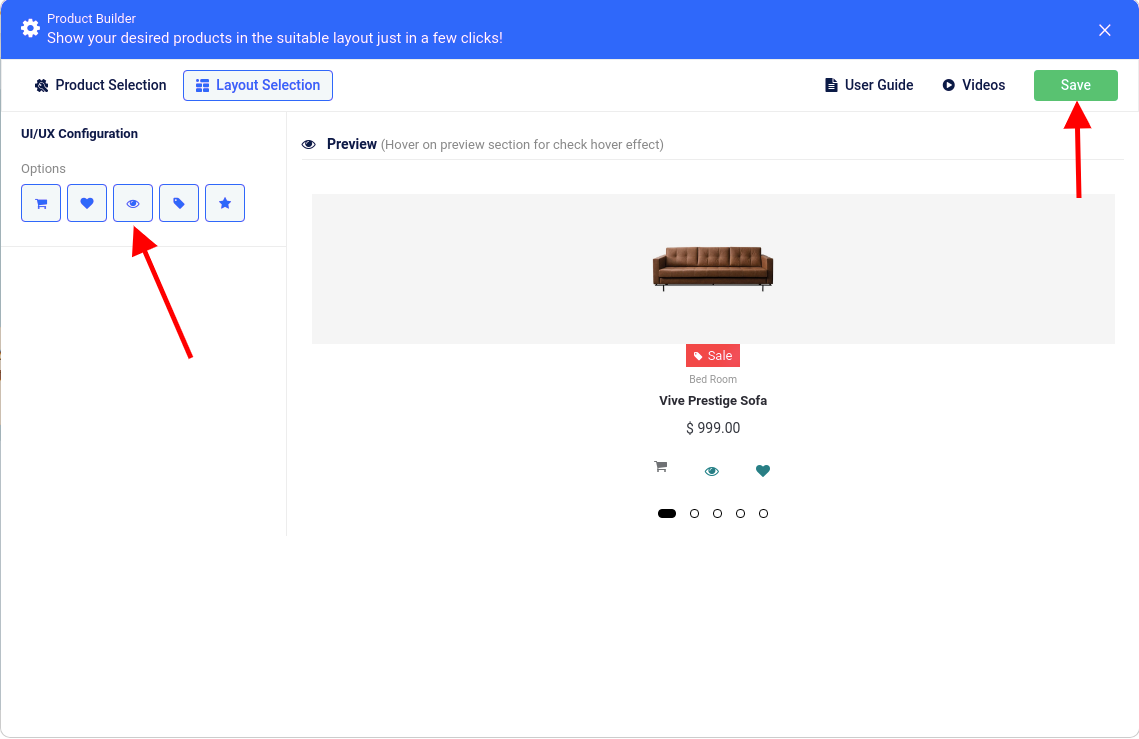 Product Builder
Show your desired products in the suitable layout just in a few clicks!
Product Selection
Layout Selection
User Guide
Videos
Save
UI/UX Configuration
Options
Preview (Hover on preview section for check hover effect)
Sale
Bed Room
Vive Prestige Sofa
$ 999.00